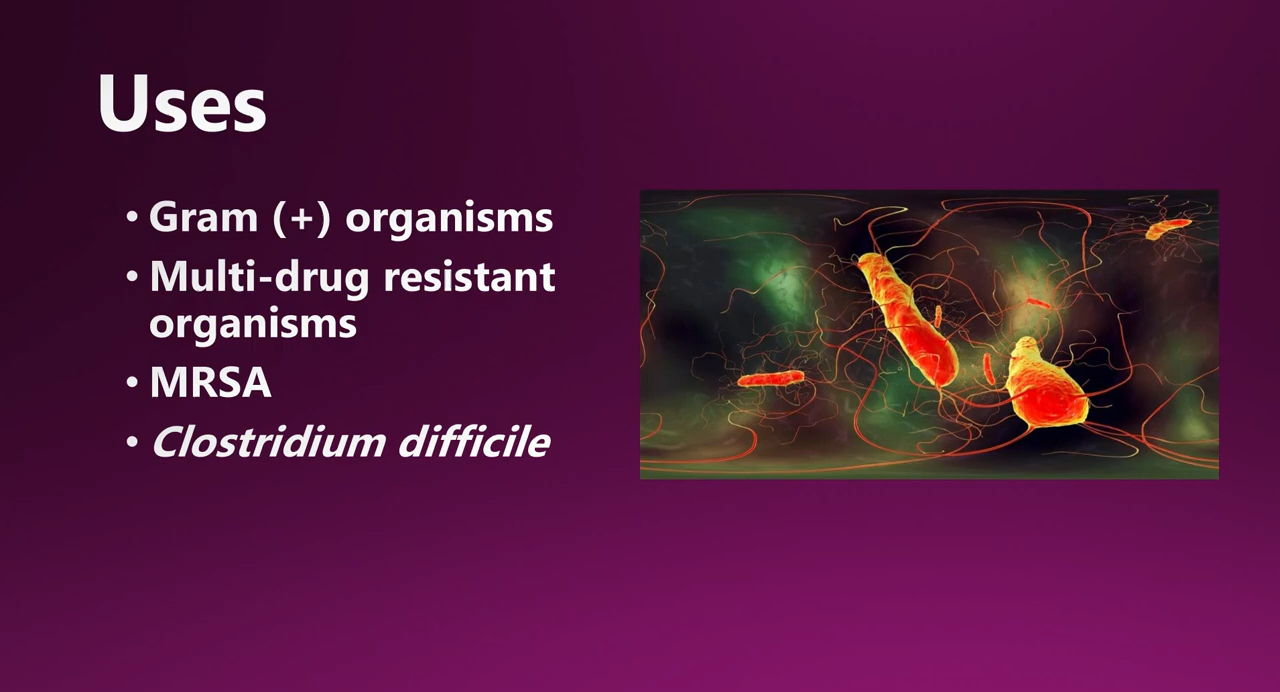 Uses
• Gram (+) organisms
• Multi-drug resistant
organisms
• MRSA
• Clostridium difficile